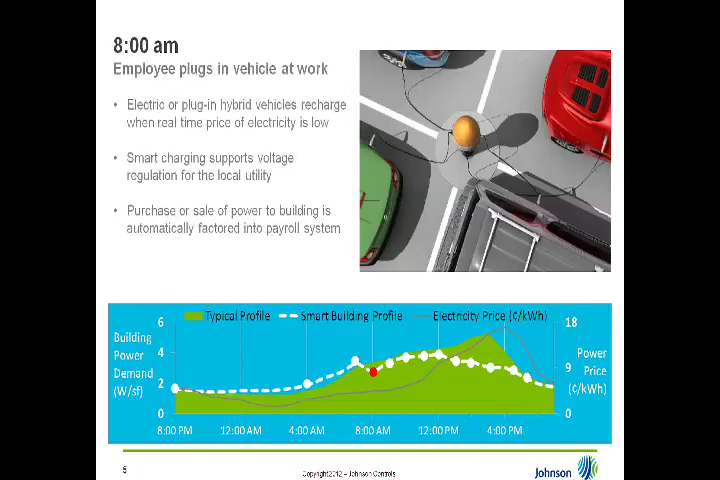 8:00 am
Employee plugs in vehicle at work
• Electric or plug-in hybrid vehicles recharge
when real time price of electricity is low
• Smart charging supports voltage
regulation for the local utility
• Purchase or sale of power to building is
automatically factored into payroll system
Typical Profile
Smart Building Profile
Electricity Price (¢/kWh)
Building
Power
Demand
(W/sf)
6
4
2
0
18
9
0
Power
Price
(¢/kWh)
8:00 PM
12:00 AM
4:00 AM
8:00 AM
12:00 PM
4:00 PM
5
Copyright 2012 – Johnson Controls
Johnson